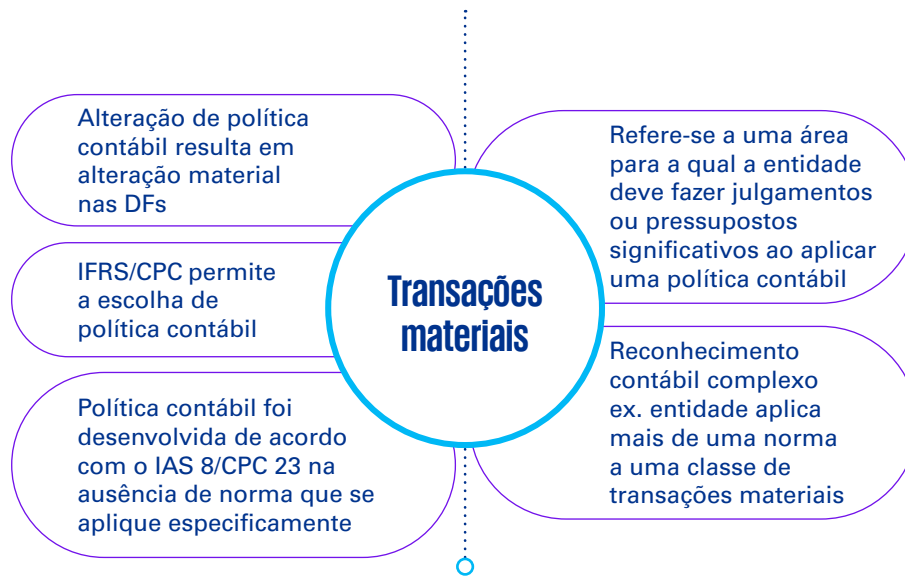 Alteração de política
contábil resulta em
alteração material
nas DFs
IFRS/CPC permite
a escolha de
política contábil
Política contábil foi
desenvolvida de acordo
com o IAS 8/CPC 23 na
ausência de norma que se
aplique especificamente
Transações
materiais
Refere-se a uma área
para a qual a entidade
deve fazer julgamentos
ou pressupostos
significativos ao aplicar
uma política contábil
Reconhecimento
contábil complexo
ex. entidade aplica
mais de uma norma
a uma classe de
transações materiais